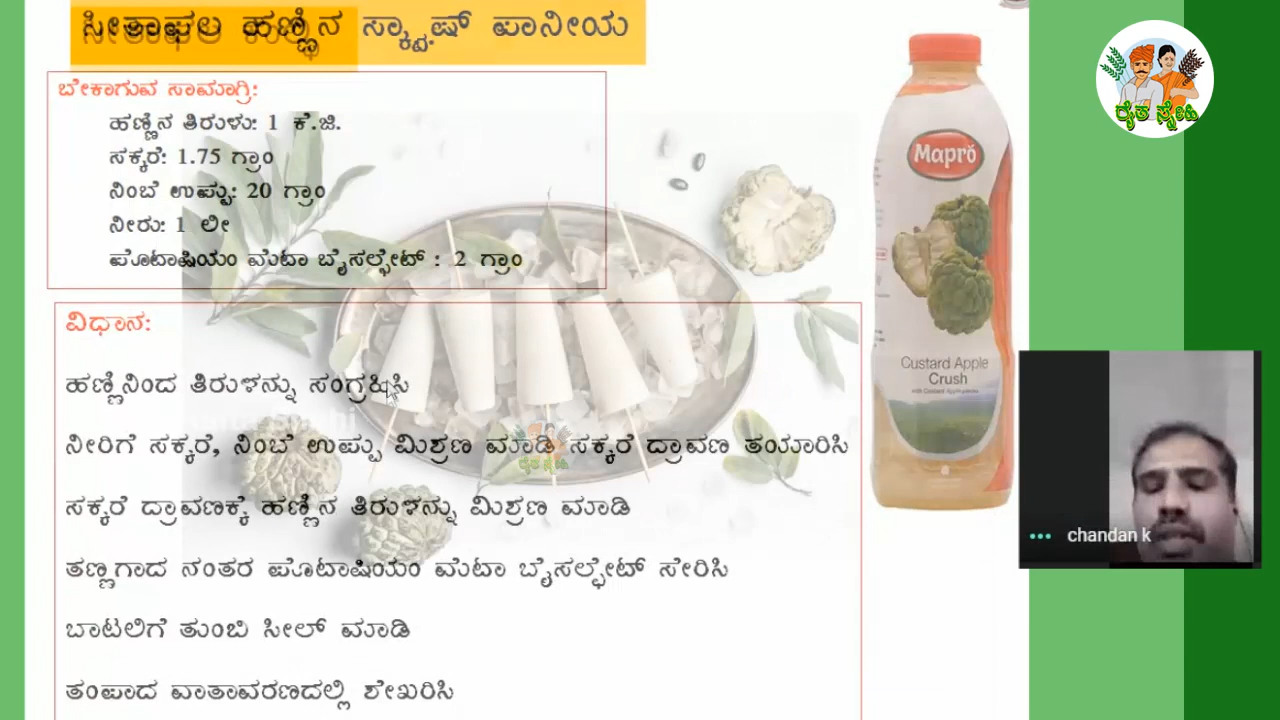 ಸೀತಾಫಲ ಹಣ್ಣಿನ ಸ್ಕ್ವಾಷ್ ಪಾನೀಯ
ಬೇಕಾಗುವ ಸಾಮಾಗ್ರಿ:
ಹಣ್ಣಿನ ತಿರುಳು: 1 ಕೆ.ಜಿ.
ಸಕ್ಕರೆ: 1.75 ಗ್ರಾಂ
ನಿಂಬೆ ಉಪ್ಪು: 20 ಗ್ರಾಂ
ನೀರು: 1 ಲೀ
ಪೊಟಾಷಿಯಂ ಮೆಟಾ ಬೈಸಲ್ಫೇಟ್ : 2 ಗ್ರಾಂ
ವಿಧಾನ:
ಹಣ್ಣಿನಿಂದ ತಿರುಳನ್ನು ಸಂಗ್ರಹಿಸಿ
ನೀರಿಗೆ ಸಕ್ಕರೆ, ನಿಂಬೆ ಉಪ್ಪು ಮಿಶ್ರಣ ಮಾಡಿ ಸಕ್ಕರೆ ದ್ರಾವಣ ತಯಾರಿಸಿ
ಸಕ್ಕರೆ ದ್ರಾವಣಕ್ಕೆ ಹಣ್ಣಿನ ತಿರುಳನ್ನು ಮಿಶ್ರಣ ಮಾಡಿ
ತಣ್ಣಗಾದ ನಂತರ ಪೊಟಾಷಿಯಂ ಮೆಟಾ ಬೈಸಲ್ಫೇಟ್ ಸೇರಿಸಿ
ಬಾಟಲಿಗೆ ತುಂಬಿ ಸೀಲ್ ಮಾಡಿ
ತಂಪಾದ ವಾತಾವರಣದಲ್ಲಿ ಶೇಖರಿಸಿ
Mapro
Custard Apple
Crush
ರೈತ ಸ್ನೇಹಿ
chandan k